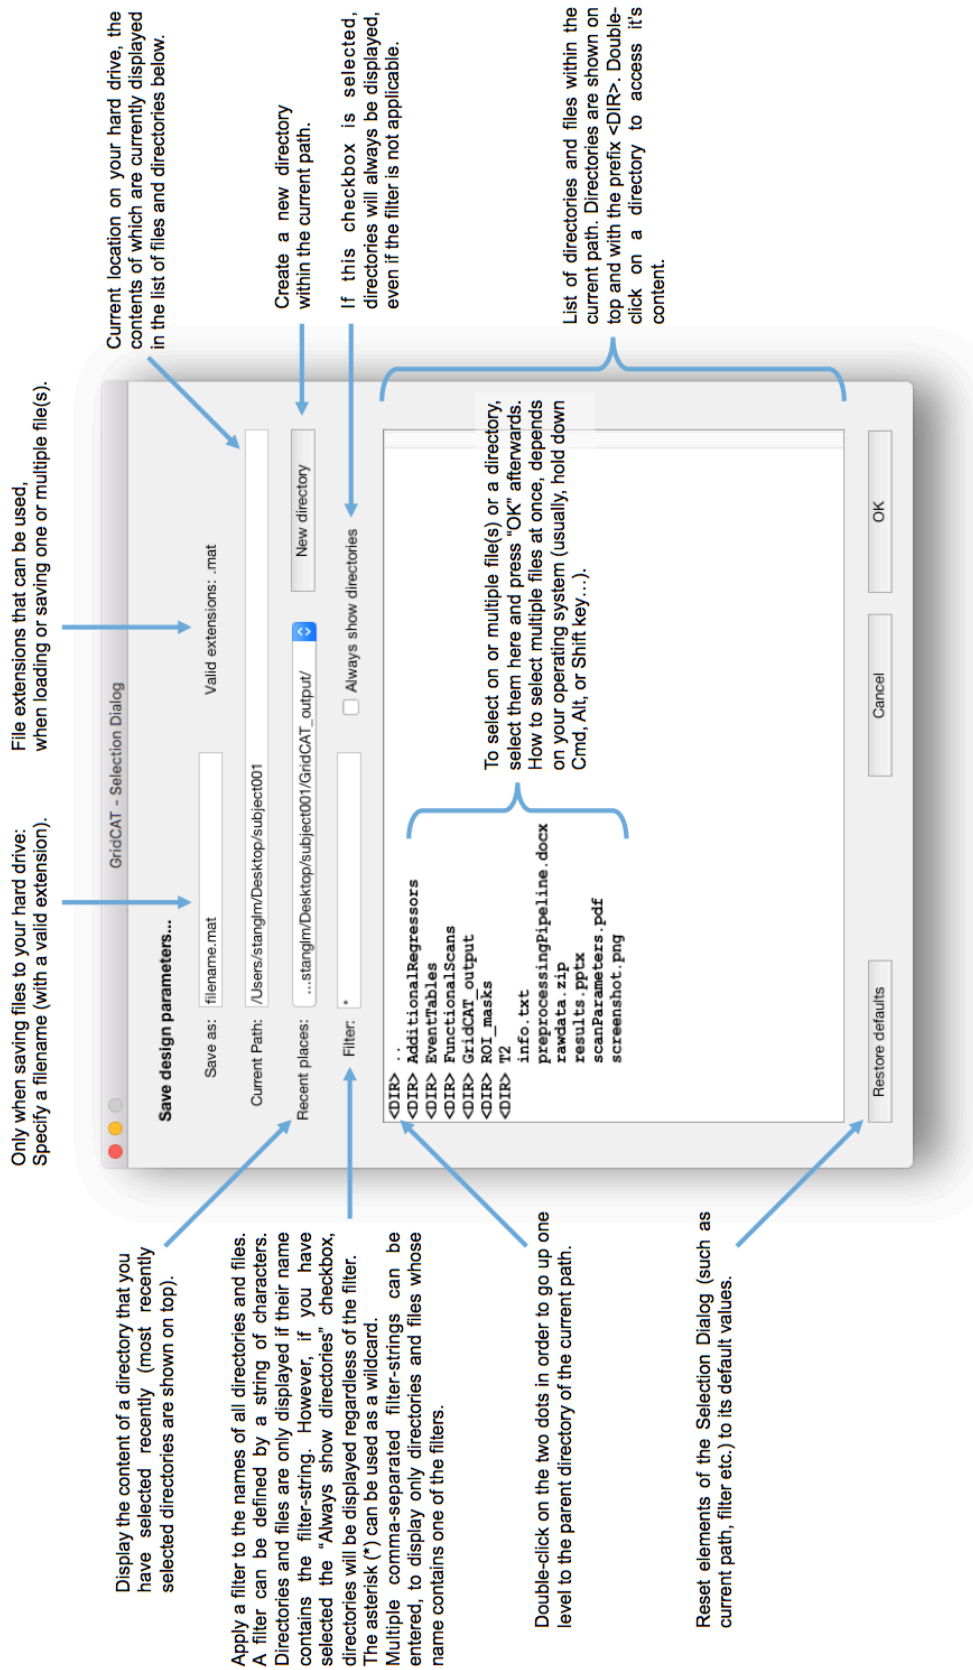 Only when saving files to your hard drive:
Specify a filename (with a valid extension).
File extensions that can be used,
when loading or saving one or multiple file(s).
Display the content of a directory that you
have selected recently (most recently
selected directories are shown on top).
Apply a filter to the names of all directories and files.
A filter can be defined by a string of characters.
Directories and files are only displayed if their name
contains the filter-string. However, if you have
selected the “Always show directories” checkbox,
directories will be displayed regardless of the filter.
The asterisk (*) can be used as a wildcard.
Multiple comma-separated filter-strings can be
entered, to display only directories and files whose
name contains one of the filters.
Double-click on the two dots in order to go up one
level to the parent directory of the current path.
Reset elements of the Selection Dialog (such as
current path, filter etc.) to its default values.
GridCAT - Selection Dialog
Save design parameters...
Save as: filename.mat Valid extensions: .mat
Current Path: /Users/stanglm/Desktop/subject001
Recent places: ...stanglm/Desktop/subject001/GridCAT_output/ New directory
Filter: * Always show directories
<DIR> ..
<DIR> AdditionalRegressors
<DIR> EventTables
<DIR> FunctionalScans
<DIR> GridCAT_output
<DIR> ROI_masks
<DIR> T2
info.txt
preprocessingPipeline.docx
rawdata.zip
results.pptx
scanParameters.pdf
screenshot.png
To select on or multiple file(s) or a directory,
select them here and press “OK” afterwards.
How to select multiple files at once, depends
on your operating system (usually, hold down
Cmd, Alt, or Shift key...).
Restore defaults Cancel OK
Current location on your hard drive, the
contents of which are currently displayed
in the list of files and directories below.
Create a new directory
within the current path.
If this checkbox is selected,
directories will always be displayed,
even if the filter is not applicable.
List of directories and files within the
current path. Directories are shown on
top and with the prefix <DIR>. Double-
click on a directory to access it's
content.